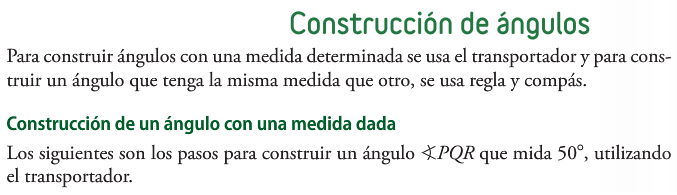 Construcción de ángulos
Para construir ángulos con una medida determinada se usa el transportador y para cons-
truir un ángulo que tenga la misma medida que otro, se usa regla y compás.
Construcción de un ángulo con una medida dada
Los siguientes son los pasos para construir un ángulo ∢PQR que mida 50°, utilizando
el transportador.